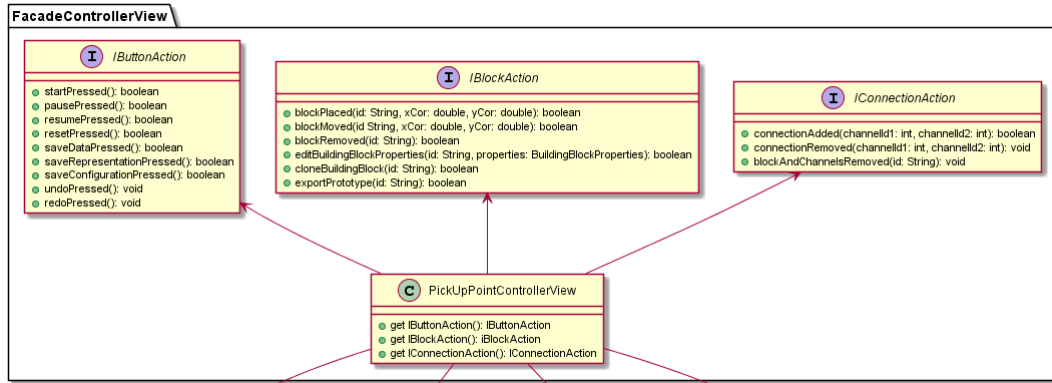 FacadeControllerView
I IButtonAction
startPressed(): boolean
pausePressed(): boolean
resumePressed(): boolean
resetPressed(): boolean
saveDataPressed(): boolean
saveRepresentationPressed(): boolean
saveConfigurationPressed(): boolean
undoPressed(): void
redoPressed(): void
I IBlockAction
blockPlaced(id: String, xCor: double, yCor: double): boolean
blockMoved(id String, xCor: double, yCor: double): boolean
blockRemoved(id: String): boolean
editBuildingBlockProperties(id: String, properties: BuildingBlockProperties): boolean
cloneBuildingBlock(id: String): boolean
exportPrototype(id: String): boolean
I IConnectionAction
connectionAdded(channelId1: int, channelId2: int): boolean
connectionRemoved(channelId1: int, channelId2: int): void
blockAndChannelsRemoved(id: String): void
C PickUpPointControllerView
get IButtonAction(): IButtonAction
get IBlockAction(): iBlockAction
get IConnectionAction(): IConnectionAction